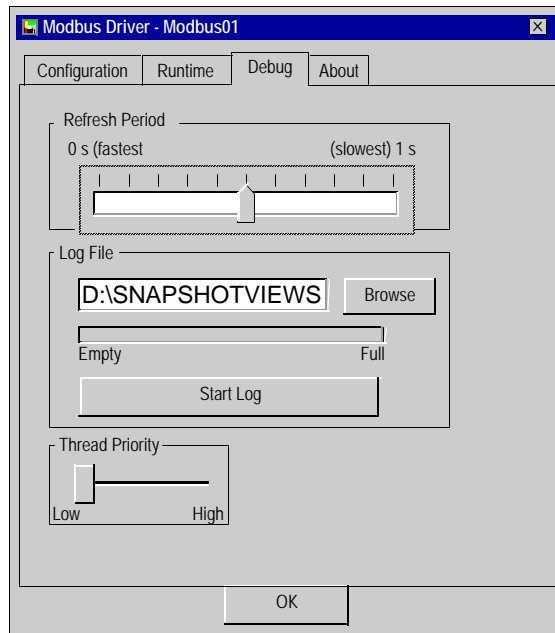 Modbus Driver - Modbus01
Configuration Runtime Debug About
Refresh Period
0 s (fastest (slowest) 1 s
Log File
D:\SNAPSHOTVIEWS Browse
Empty Full
Start Log
Thread Priority
Low High
OK